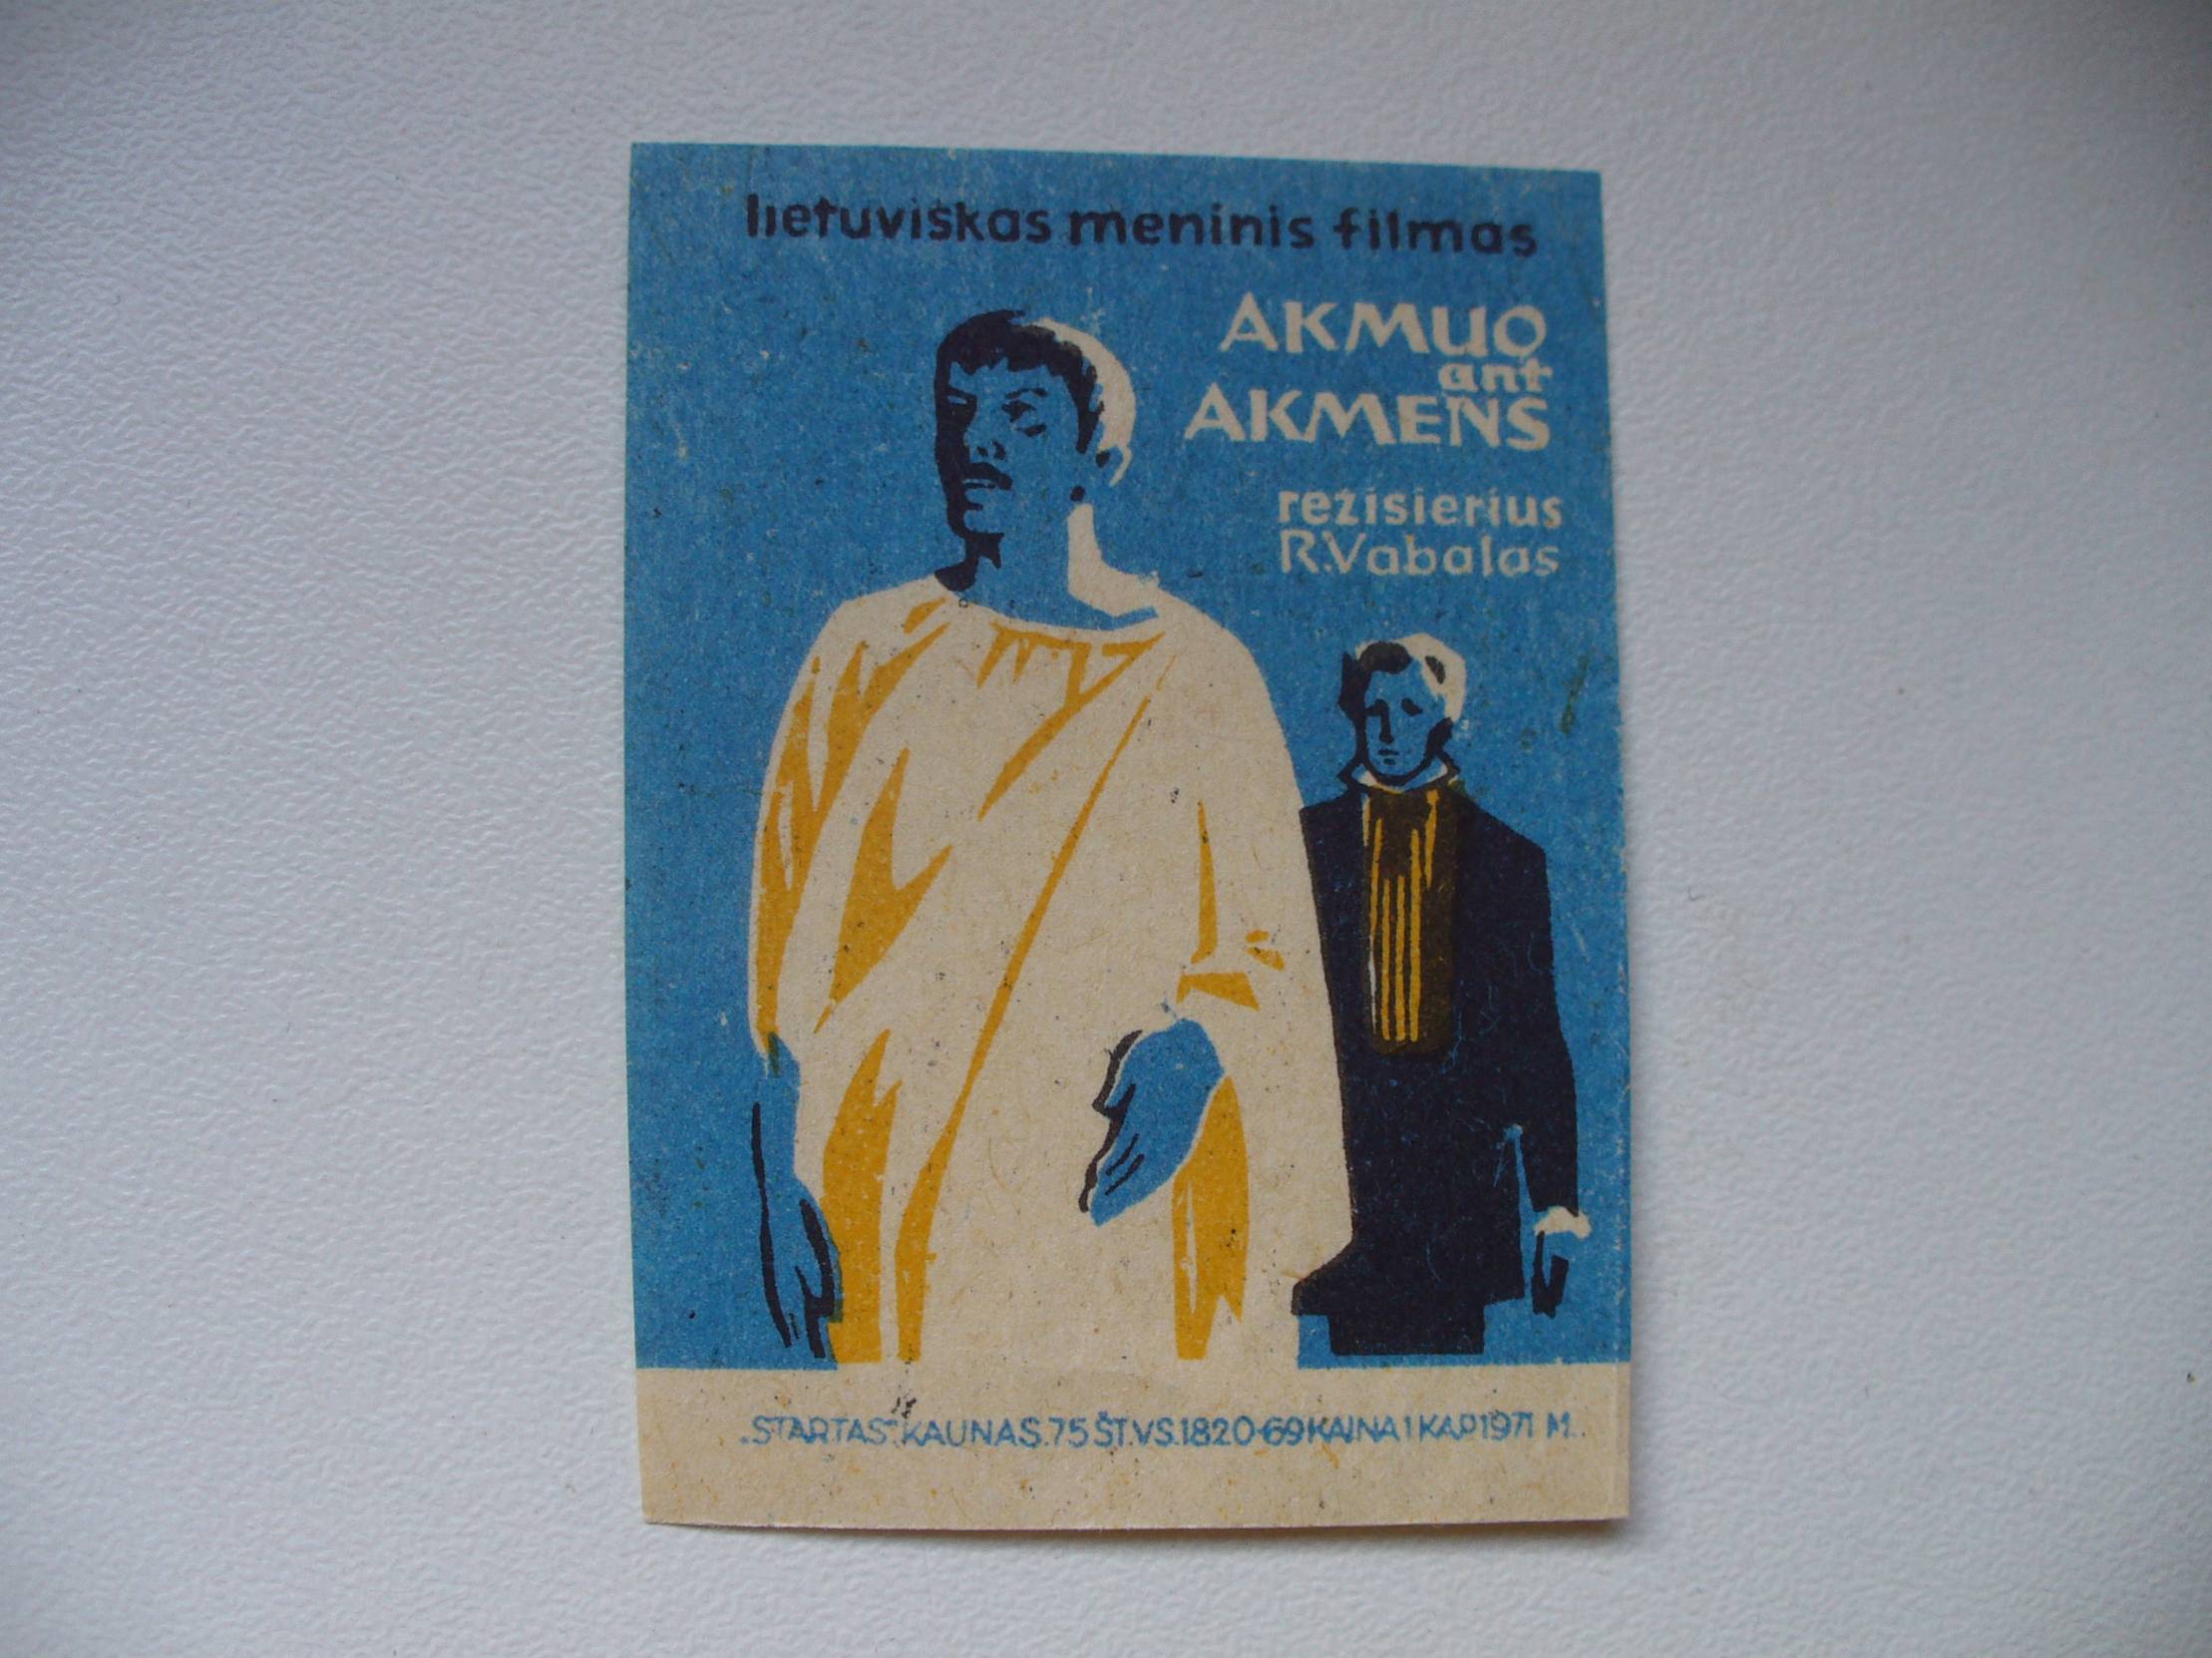 lietuviškas meninis filmas
AKMUO
ant
AKMENS
režisierius
R.Vabalas
„STARTAS" KAUNAS.75 ŠT.VS.1820-69 KAINA 1 KAP.1971 M.